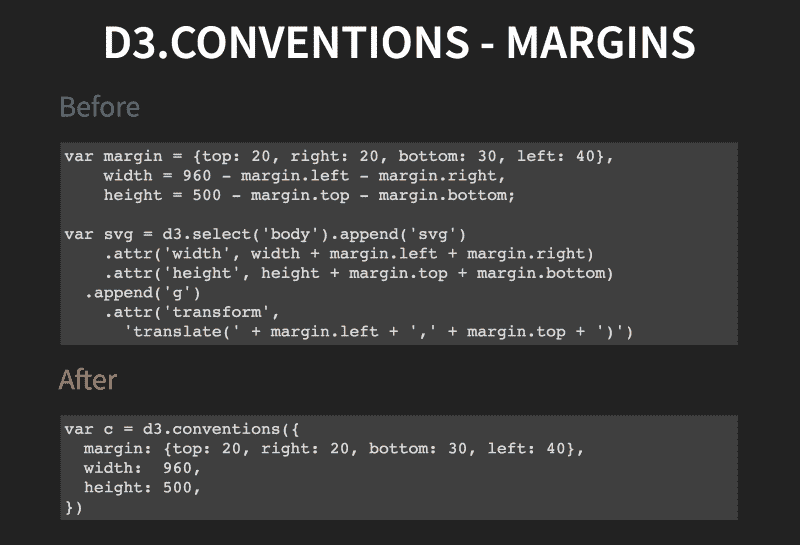 D3.CONVENTIONS - MARGINS
Before
var margin = {top: 20, right: 20, bottom: 30, left: 40},
    width = 960 - margin.left - margin.right,
    height = 500 - margin.top - margin.bottom;
var svg = d3.select('body').append('svg')
    .attr('width', width + margin.left + margin.right)
    .attr('height', height + margin.top + margin.bottom)
  .append('g')
    .attr('transform',
      'translate(' + margin.left + ',' + margin.top + ')')
After
var c = d3.conventions({
  margin: {top: 20, right: 20, bottom: 30, left: 40},
  width:  960,
  height: 500,
})